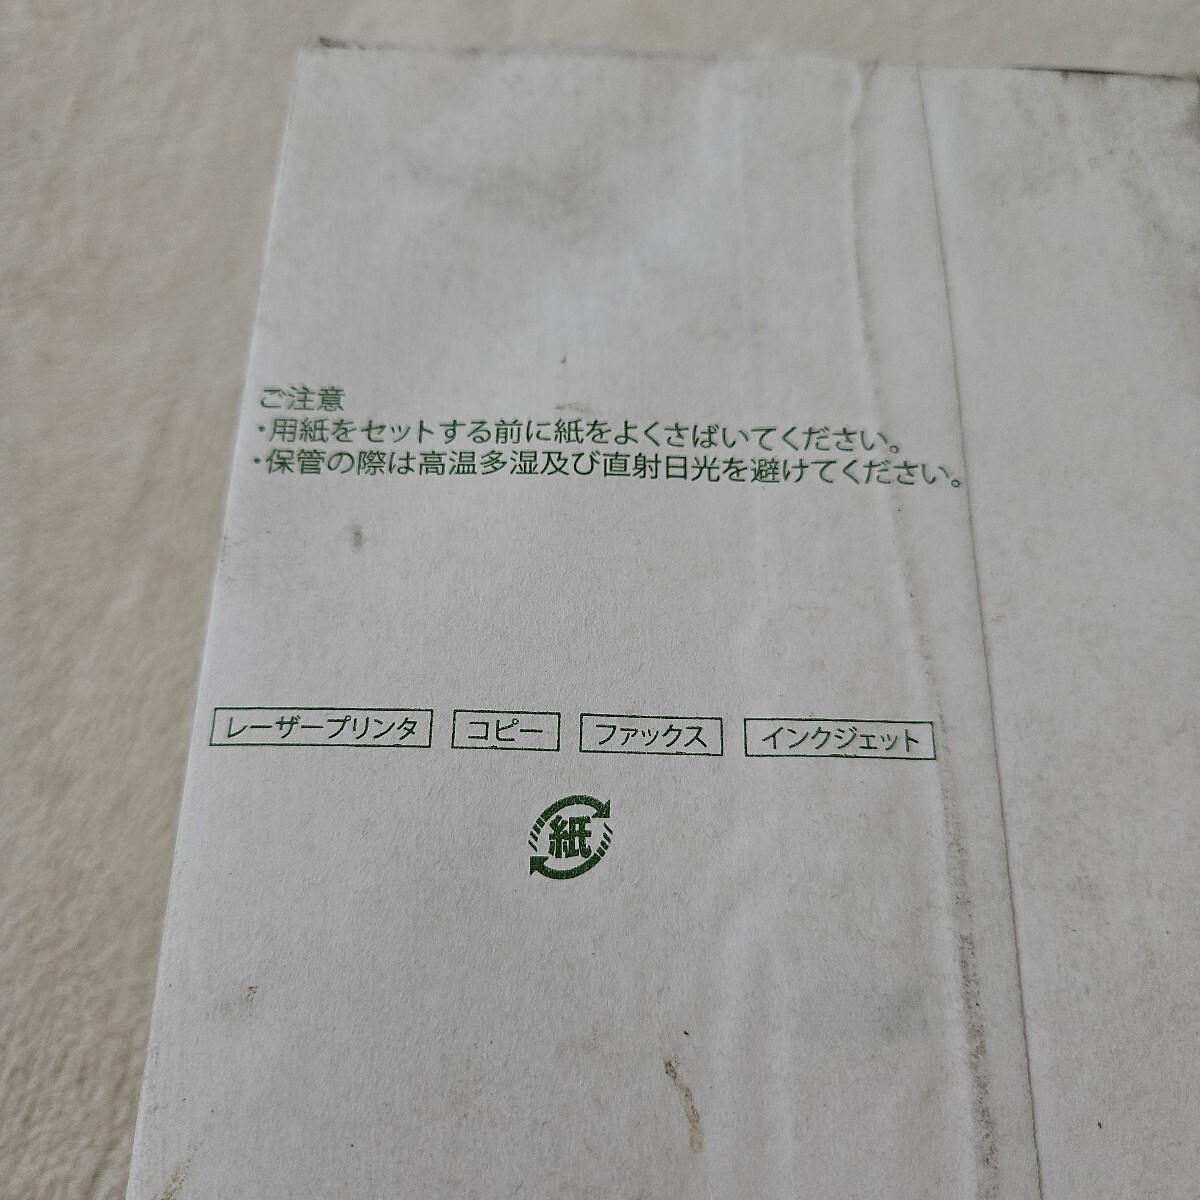 ご注意
・用紙をセットする前に紙をよくさばいてください。
・保管の際は高温多湿及び直射日光を避けてください。
レーザープリンタ コピー ファックス インクジェット
紙